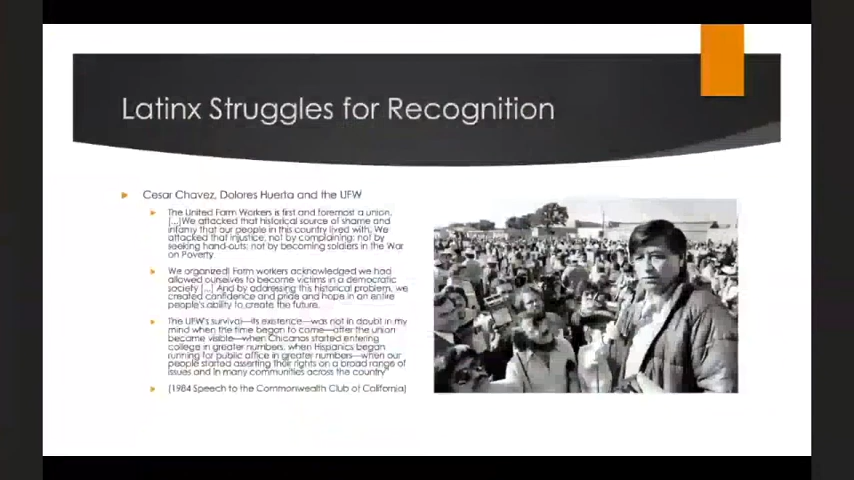 Latinx Struggles for Recognition
Cesar Chavez, Dolores Huerta and the UFW
The United Farm Workers is first and foremost a union.
[...]We attacked that historical source of shame and
infamy that our people in this country lived with. We
attacked that injustice, not by complaining; not by
seeking hand-outs; not by becoming soldiers in the War
on Poverty
We organized! Farm workers acknowledged we had
allowed ourselves to become victims in a democratic
society [...] And by addressing this historical problem, we
created confidence and pride and hope in an entire
people's ability to create the future.
The UFW's survival—its existence—was not in doubt in my
mind when the time began to come—after the union
became visible—when Chicanos started entering
college in greater numbers, when Hispanics began
running for public office in greater numbers—when our
people started asserting their rights on a broad range of
issues and in many communities across the country"
(1984 Speech to the Commonwealth Club of California)